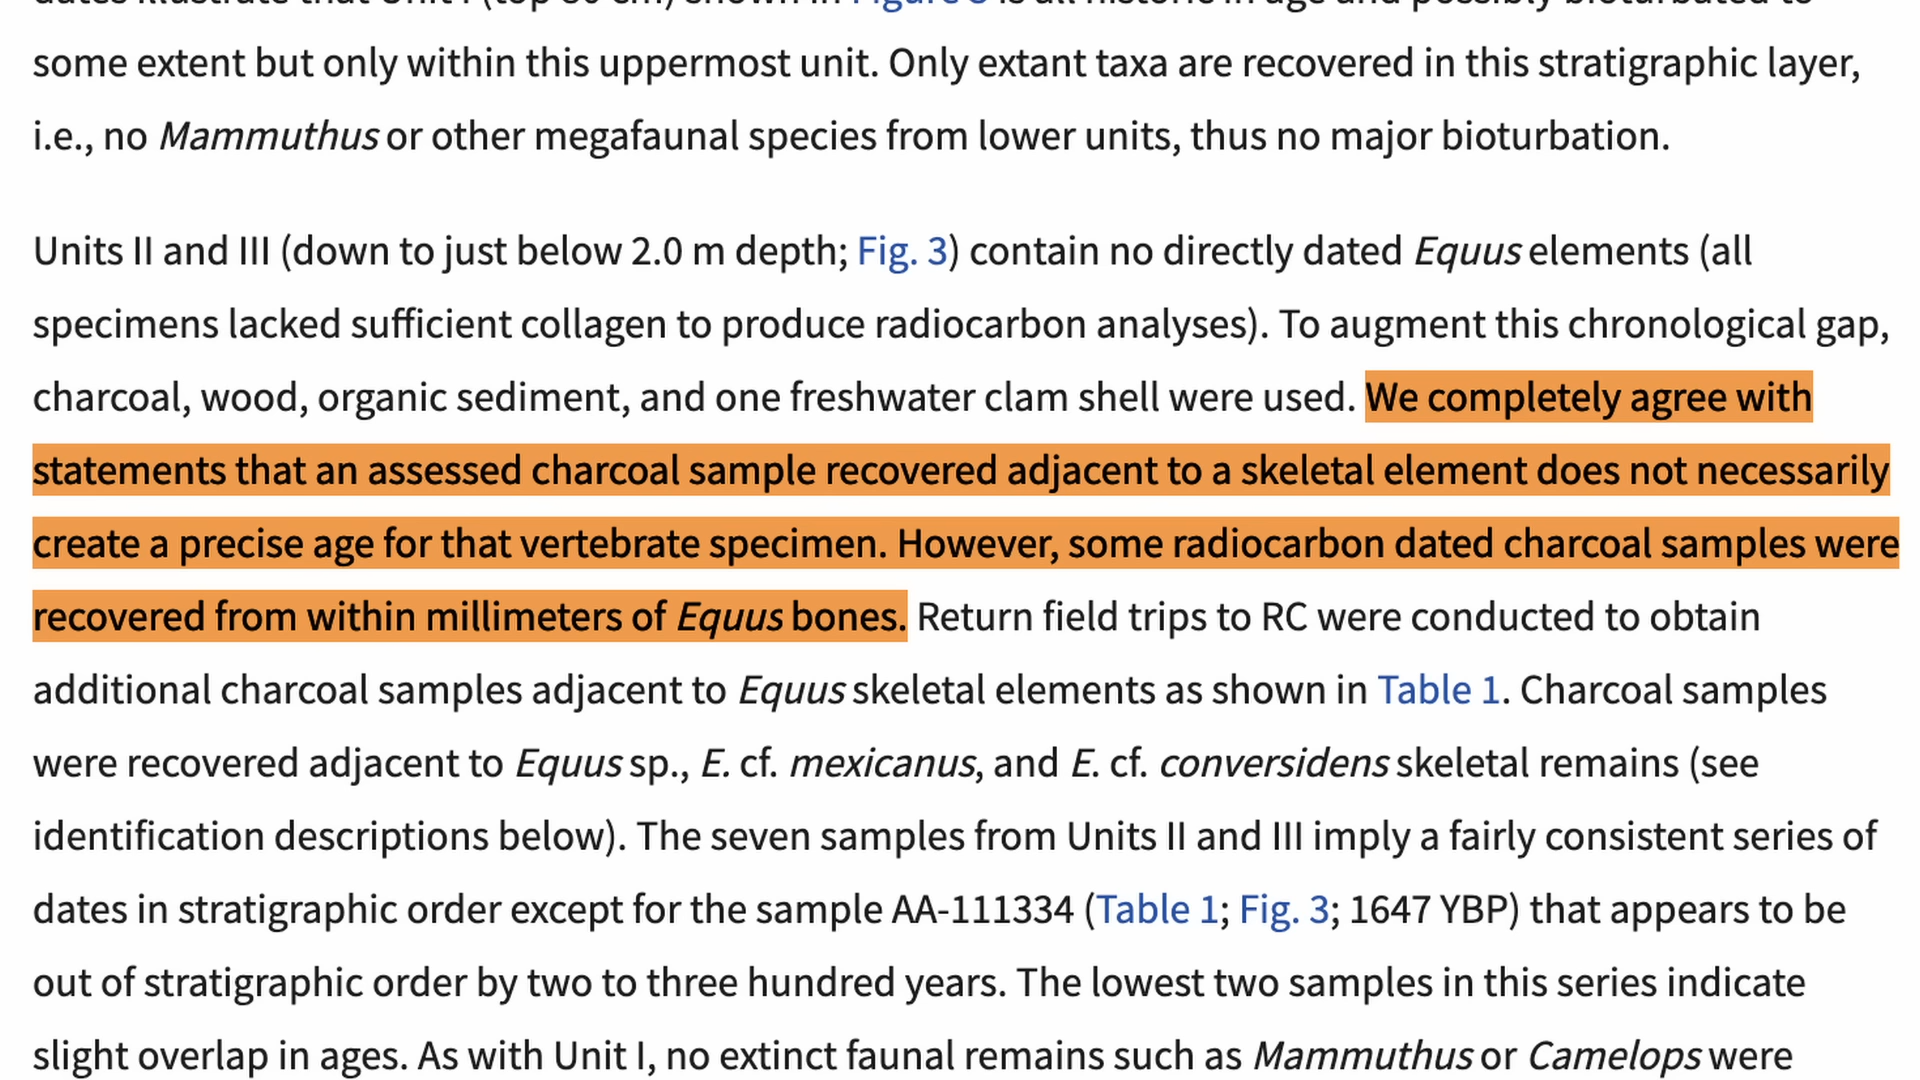 some extent but only within this uppermost unit. Only extant taxa are recovered in this stratigraphic layer,
i.e., no Mammuthus or other megafaunal species from lower units, thus no major bioturbation.
Units II and III (down to just below 2.0 m depth; Fig. 3) contain no directly dated Equus elements (all
specimens lacked sufficient collagen to produce radiocarbon analyses). To augment this chronological gap,
charcoal, wood, organic sediment, and one freshwater clam shell were used. We completely agree with
statements that an assessed charcoal sample recovered adjacent to a skeletal element does not necessarily
create a precise age for that vertebrate specimen. However, some radiocarbon dated charcoal samples were
recovered from within millimeters of Equus bones. Return field trips to RC were conducted to obtain
additional charcoal samples adjacent to Equus skeletal elements as shown in Table 1. Charcoal samples
were recovered adjacent to Equus sp., E. cf. mexicanus, and E. cf. conversidens skeletal remains (see
identification descriptions below). The seven samples from Units II and III imply a fairly consistent series of
dates in stratigraphic order except for the sample AA-111334 (Table 1; Fig. 3; 1647 YBP) that appears to be
out of stratigraphic order by two to three hundred years. The lowest two samples in this series indicate
slight overlap in ages. As with Unit I, no extinct faunal remains such as Mammuthus or Camelops were